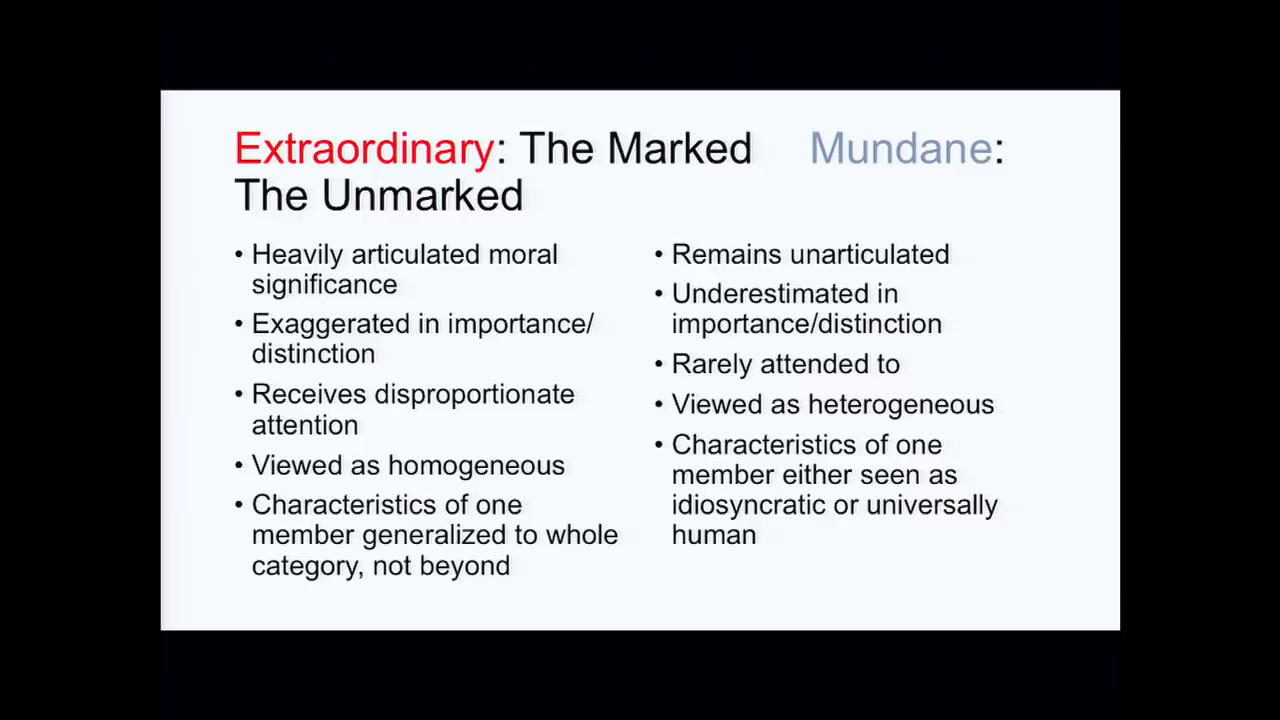 Extraordinary: The Marked Mundane:
The Unmarked
• Heavily articulated moral
significance
• Exaggerated in importance/
distinction
• Receives disproportionate
attention
• Viewed as homogeneous
• Characteristics of one
member generalized to whole
category, not beyond
• Remains unarticulated
• Underestimated in
importance/distinction
• Rarely attended to
• Viewed as heterogeneous
• Characteristics of one
member either seen as
idiosyncratic or universally
human